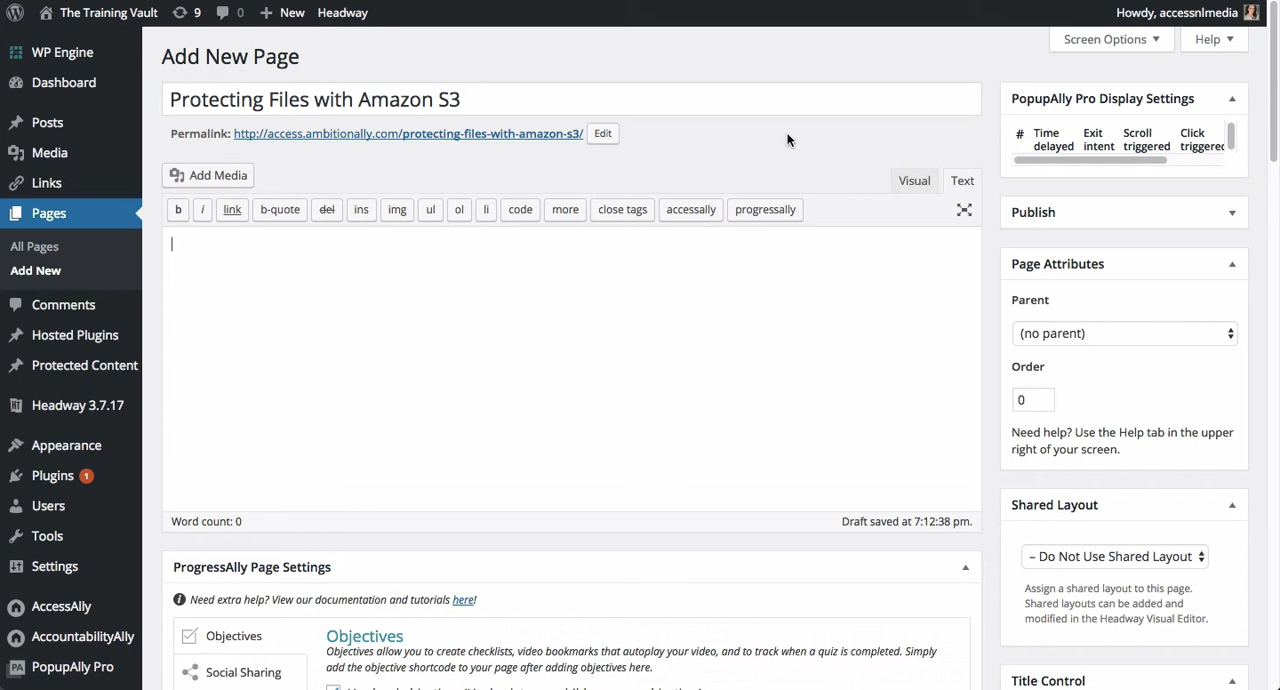 The Training Vault 9 0 + New Headway Howdy, accessnlmedia
WP Engine
Dashboard
Posts
Media
Links
Pages
All Pages
Add New
Comments
Hosted Plugins
Protected Content
Headway 3.7.17
Appearance
Plugins 1
Users
Tools
Settings
AccessAlly
AccountabilityAlly
PopupAlly Pro
Screen Options Help
Add New Page
Protecting Files with Amazon S3
Permalink: http://access.ambitionally.com/protecting-files-with-amazon-s3/ Edit
Add Media
Visual Text
b i link b-quote del ins img ul ol li code more close tags accessally progressally
Word count: 0 Draft saved at 7:12:38 pm.
ProgressAlly Page Settings
Need extra help? View our documentation and tutorials here!
Objectives
Social Sharing
Objectives
Objectives allow you to create checklists, video bookmarks that autoplay your video, and to track when a quiz is completed. Simply
add the objective shortcode to your page after adding objectives here.
PopupAlly Pro Display Settings
# Time Exit Scroll Click
delayed intent triggered triggered
Publish
Page Attributes
Parent
(no parent)
Order
0
Need help? Use the Help tab in the upper
right of your screen.
Shared Layout
– Do Not Use Shared Layout
Assign a shared layout to this page.
Shared layouts can be added and
modified in the Headway Visual Editor.
Title Control